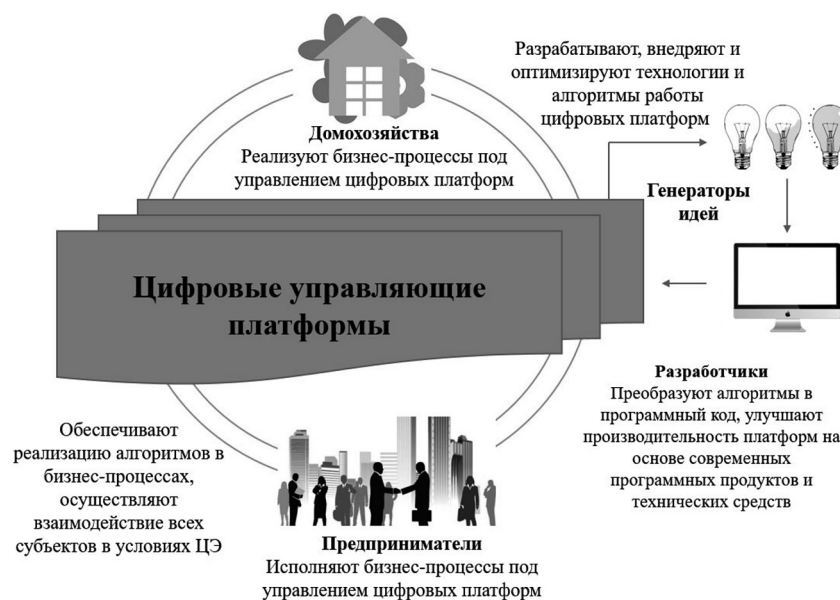 Разрабатывают, внедряют и
оптимизируют технологии и
алгоритмы работы
цифровых платформ
Домохозяйства
Реализуют бизнес-процессы под
управлением цифровых платформ
Генераторы
идей
Цифровые управляющие
платформы
Разработчики
Преобразуют алгоритмы в
программный код, улучшают
производительность платформ на
основе современных
программных продуктов и
технических средств
Обеспечивают
реализацию алгоритмов в
бизнес-процессах,
осуществляют
взаимодействие всех
субъектов в условиях ЦЭ
Предприниматели
Исполняют бизнес-процессы под
управлением цифровых платформ